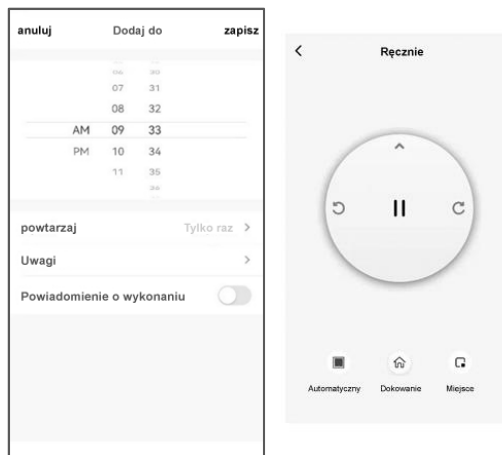 anuluj Dodaj do zapisz
07 31
08 32
AM 09 33
PM 10 34
11 35
powtarzaj Tylko raz
Uwagi
Powiadomienie o wykonaniu
Ręcznie
Automatyczny Dokowanie Miejsce